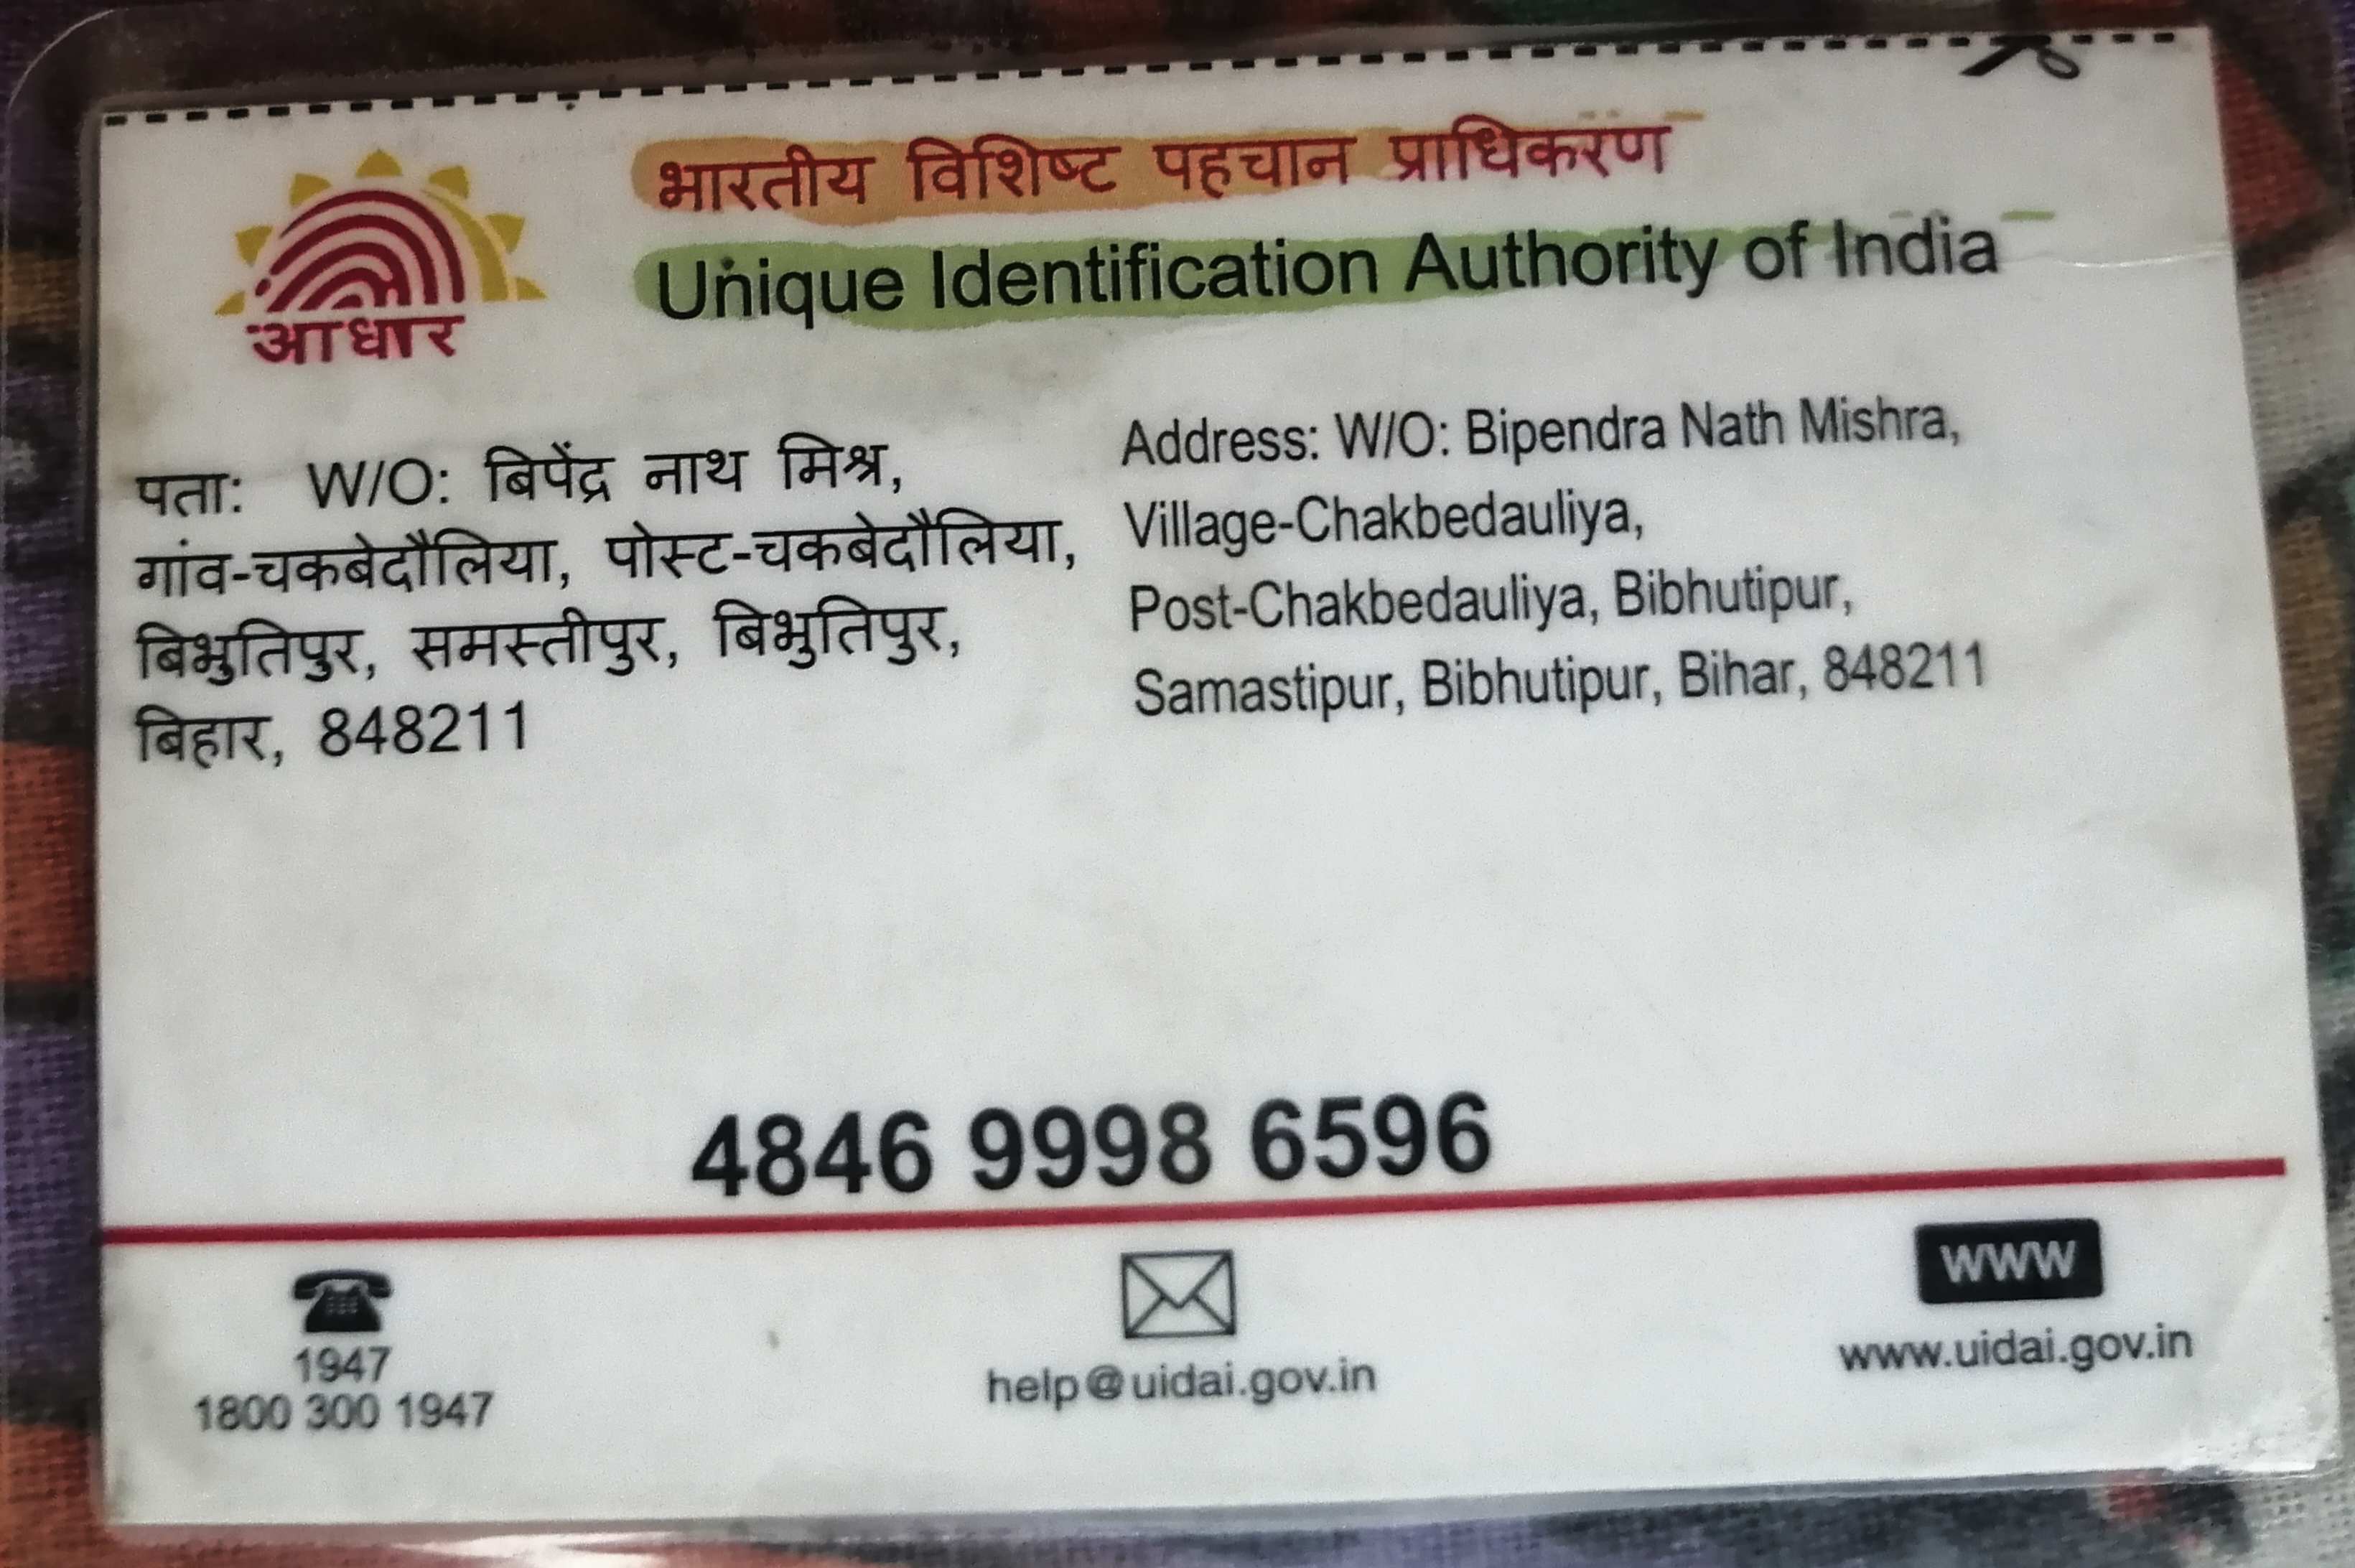 भारतीय विशिष्ट पहचान प्राधिकरण
Unique Identification Authority of India
आधार
पता: W/O: बिपेंद्र नाथ मिश्र,
गांव-चकबेदौलिया, पोस्ट-चकबेदौलिया,
बिभुतिपुर, समस्तीपुर, बिभुतिपुर,
बिहार, 848211
Address: W/O: Bipendra Nath Mishra,
Village-Chakbedauliya,
Post-Chakbedauliya, Bibhutipur,
Samastipur, Bibhutipur, Bihar, 848211
4846 9998 6596
1947
1800 300 1947
help@uidai.gov.in
www
www.uidai.gov.in